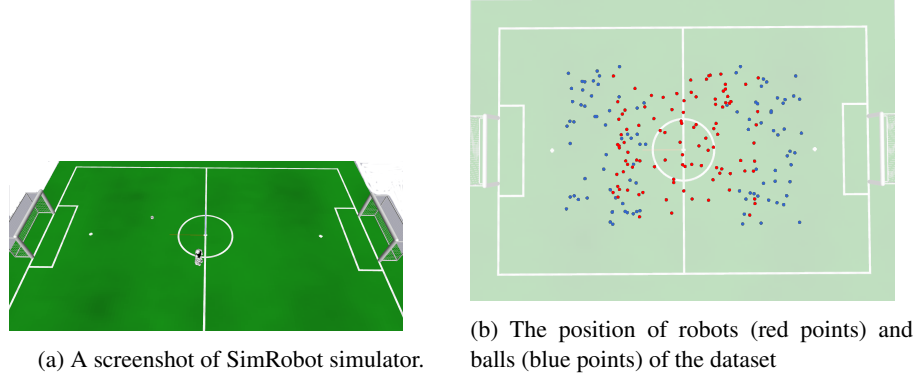 (a) A screenshot of SimRobot simulator.
(b) The position of robots (red points) and
balls (blue points) of the dataset